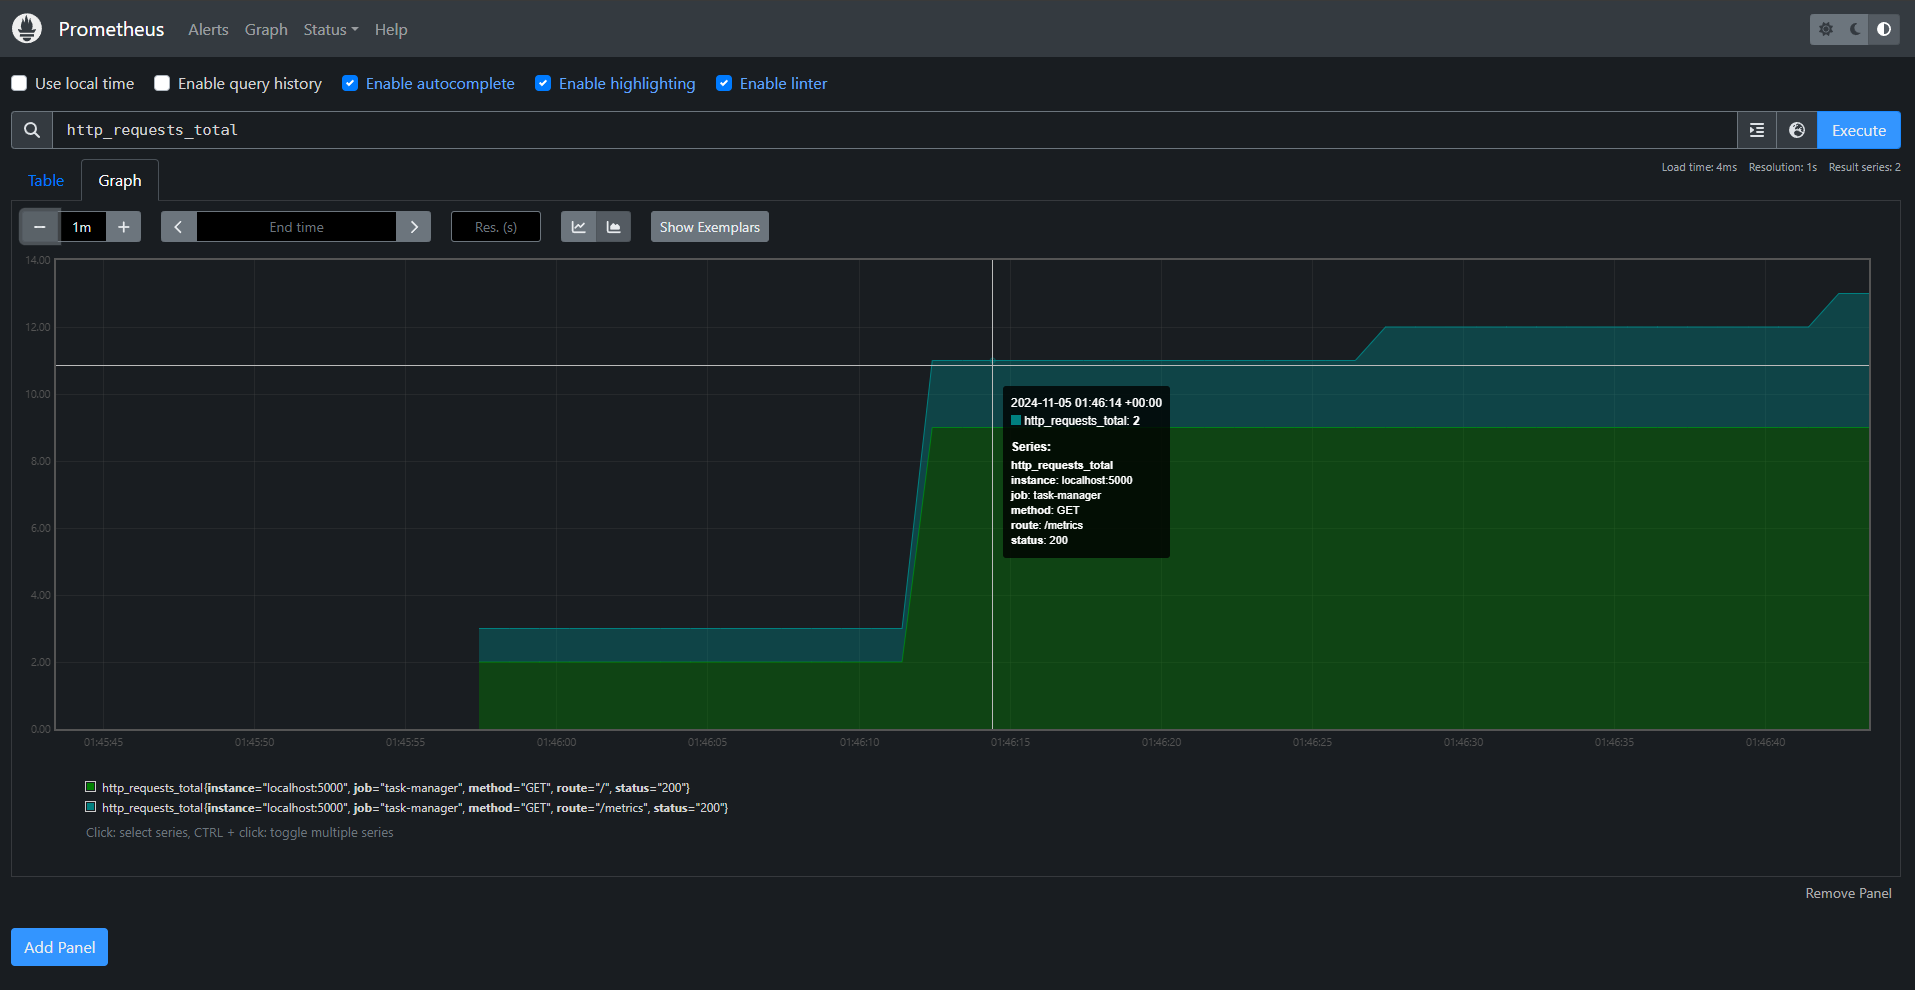 Prometheus Alerts Graph Status Help
Use local time Enable query history Enable autocomplete Enable highlighting Enable linter
http_requests_total Execute
Table Graph Load time: 4ms Resolution: 1s Result series: 2
1m + End time Res. (s) Show Exemplars
14.00
12.00
10.00
8.00
6.00
4.00
2.00
0.00
2024-11-05 01:46:14 +00:00
http_requests_total: 2
Series:
http_requests_total
instance: localhost:5000
job: task-manager
method: GET
route: /metrics
status: 200
01:45:45 01:45:50 01:45:55 01:46:00 01:46:05 01:46:10 01:46:15 01:46:20 01:46:25 01:46:30 01:46:35 01:46:40
http_requests_total{instance="localhost:5000", job="task-manager", method="GET", route="/", status="200"}
http_requests_total{instance="localhost:5000", job="task-manager", method="GET", route="/metrics", status="200"}
Click: select series, CTRL + click: toggle multiple series
Remove Panel
Add Panel